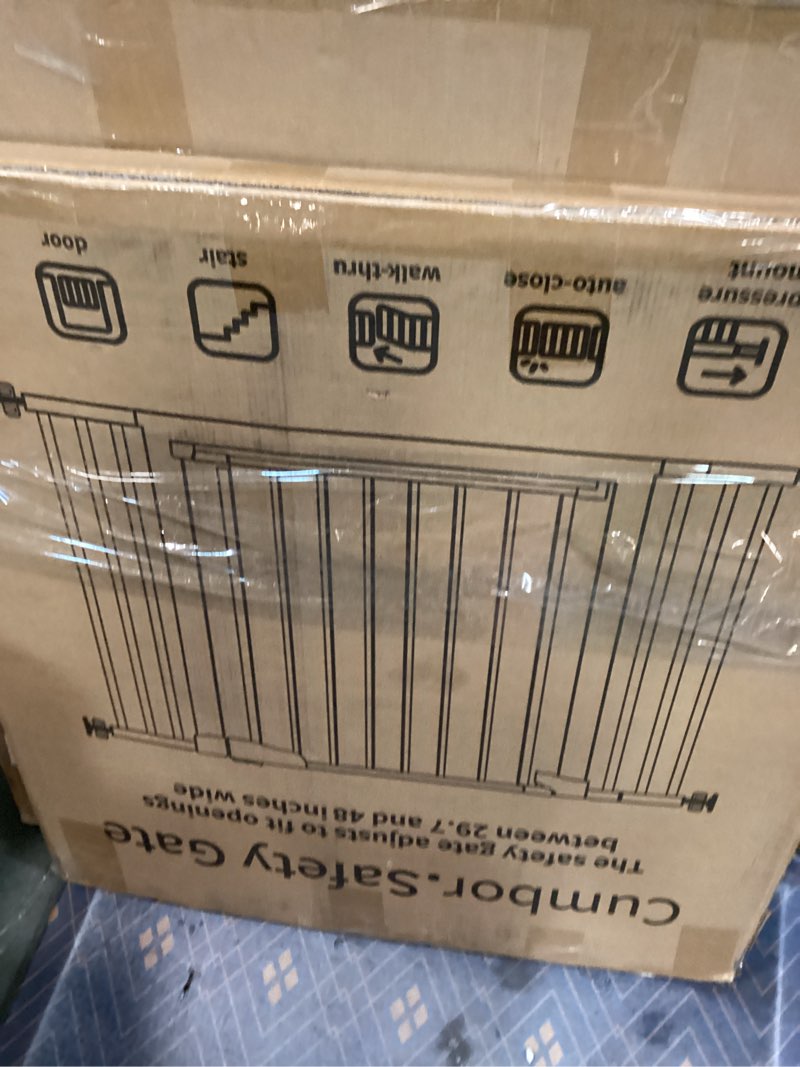 Cumbor.Safety Gate
The safety gate adjusts to fit openings
between 29.7 and 48 inches wide
pressure
mount
auto-close
walk-thru
stair
door